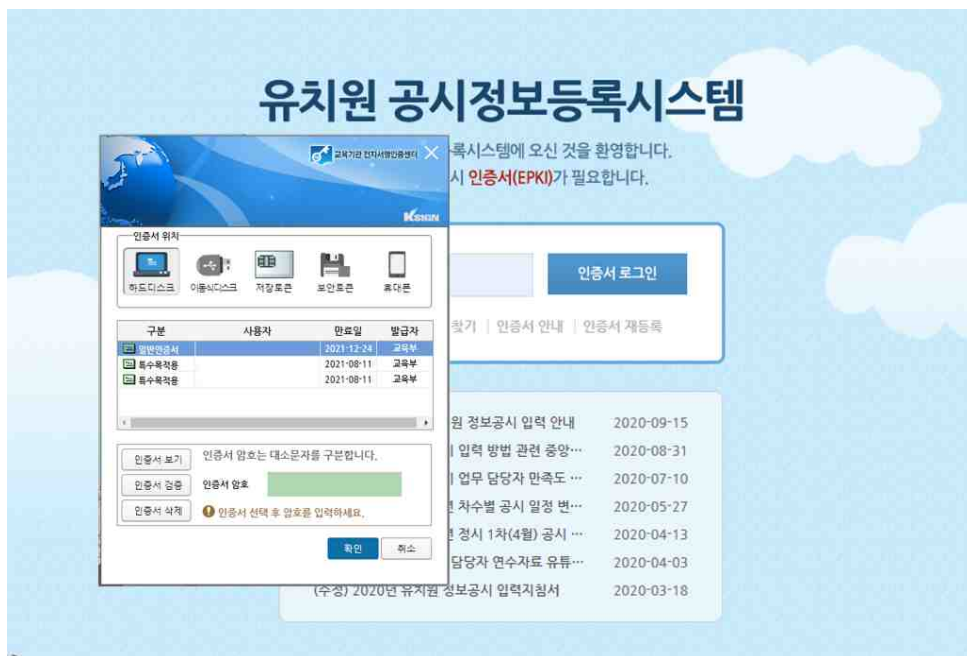 유치원 공시정보등록시스템
록시스템에 오신 것을 환영합니다.
시 인증서(EPKI)가 필요합니다.
교육기관 전자서명인증센터
KSIGN
인증서 위치
하드디스크 이동식디스크 저장토큰 보안토큰 휴대폰
인증서 로그인
찾기 | 인증서 안내 | 인증서 재등록
구분 사용자 만료일 발급자
일반인증서 2021-12-24 교육부
특수목적용 2021-08-11 교육부
특수목적용 2021-08-11 교육부
인증서 보기 인증서 암호는 대소문자를 구분합니다.
인증서 검증 인증서 암호
인증서 삭제 인증서 선택 후 암호를 입력하세요.
확인 취소
원 정보공시 입력 안내 2020-09-15
입력 방법 관련 중앙… 2020-08-31
업무 담당자 만족도 … 2020-07-10
차수별 공시 일정 변… 2020-05-27
정시 1차(4월) 공시 … 2020-04-13
담당자 연수자료 유튜… 2020-04-03
(수정) 2020년 유치원 정보공시 입력지침서 2020-03-18